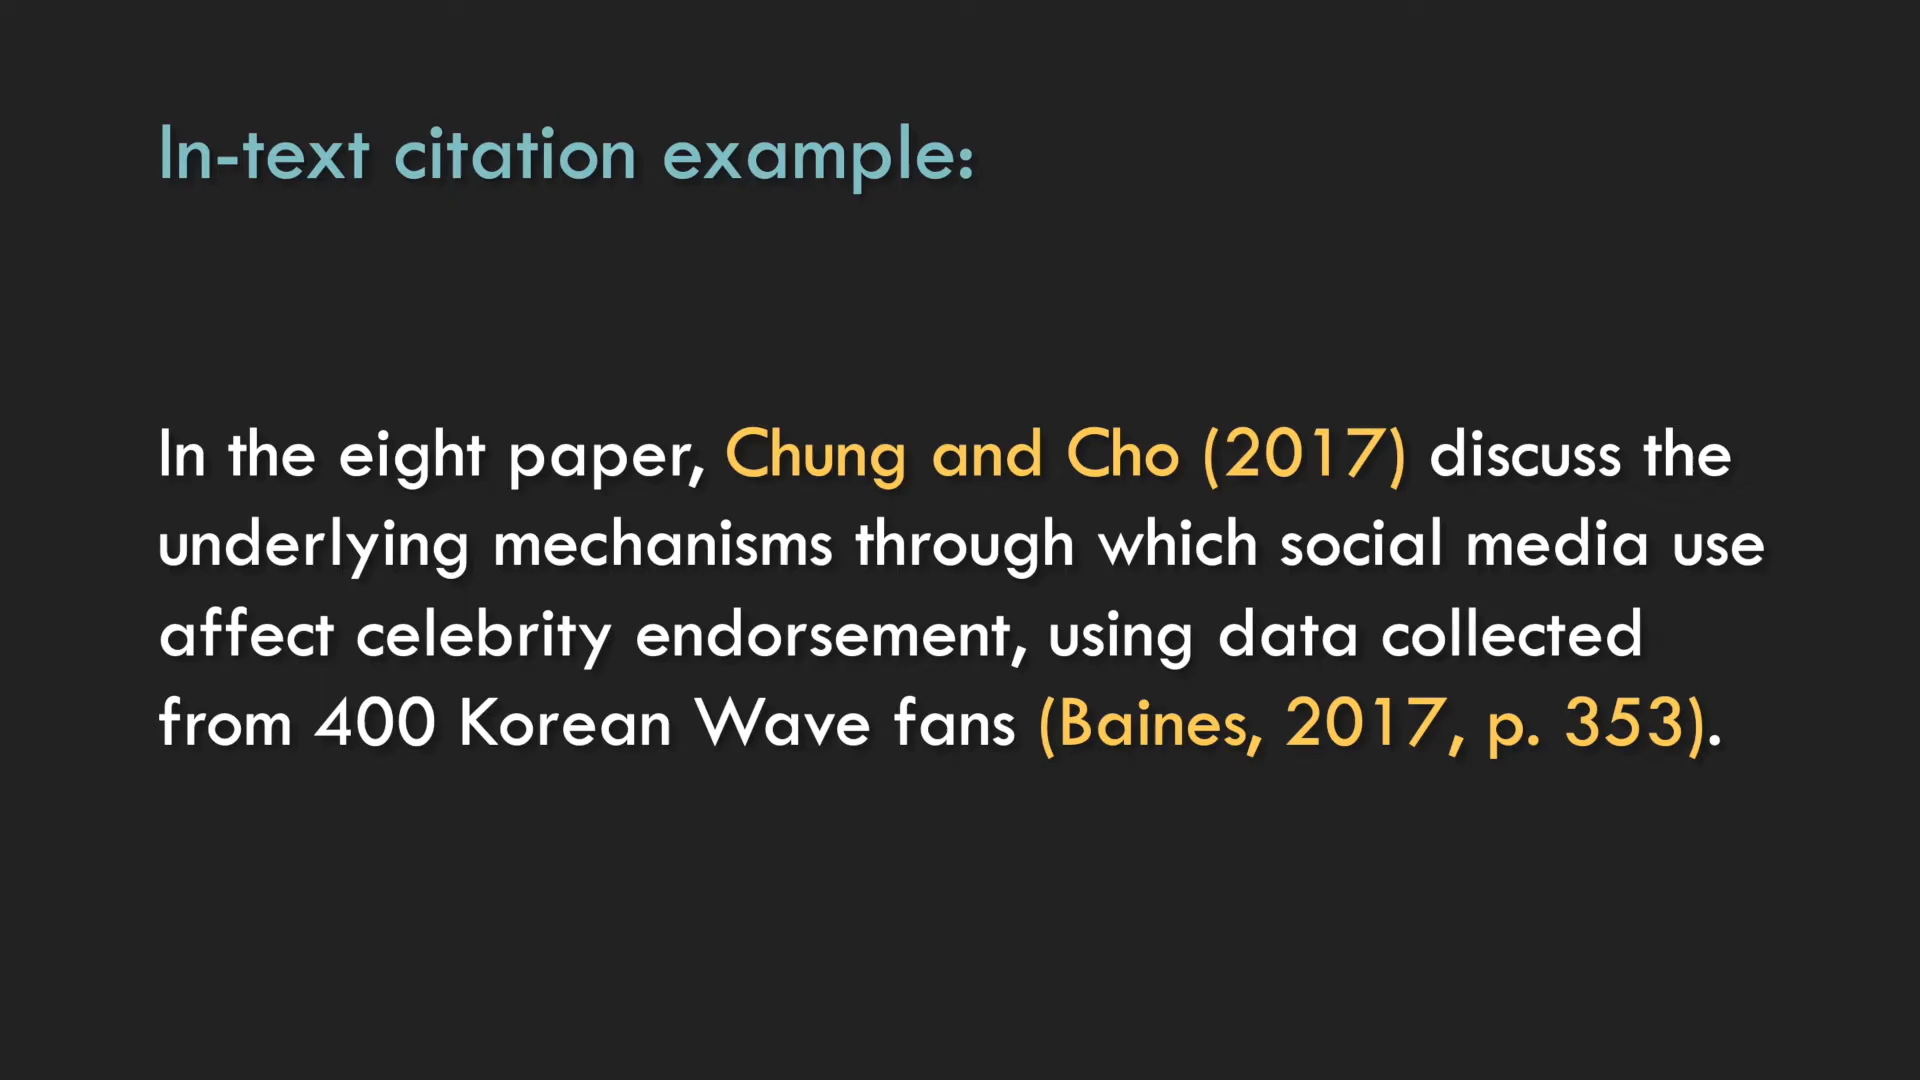 In-text citation example:
In the eight paper, Chung and Cho (2017) discuss the
underlying mechanisms through which social media use
affect celebrity endorsement, using data collected
from 400 Korean Wave fans (Baines, 2017, p. 353).